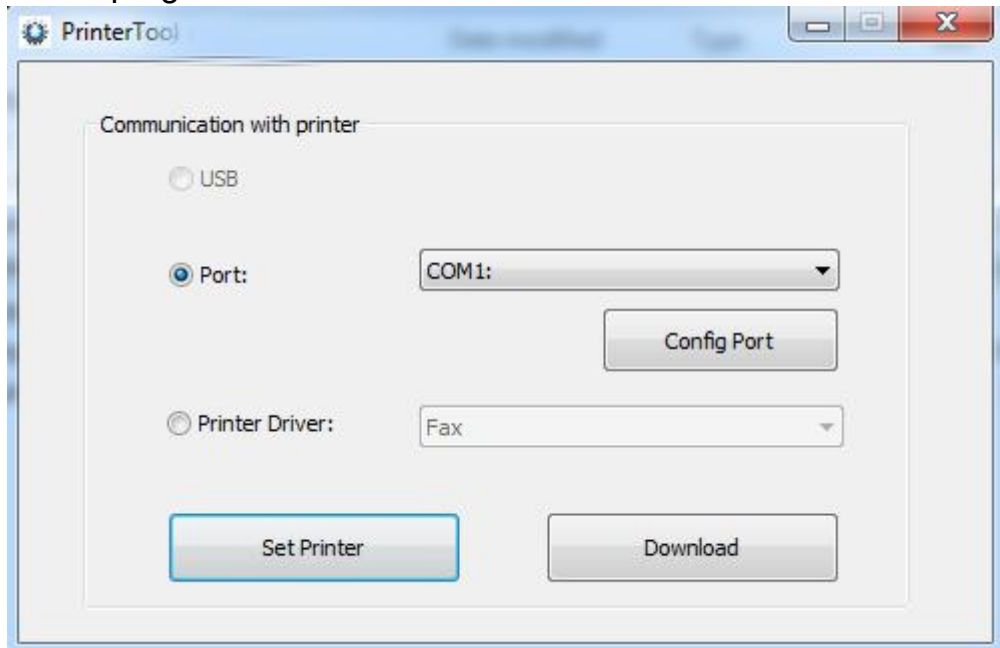 PrinterTool
Communication with printer
USB
Port:
COM1:
Config Port
Printer Driver:
Fax
Set Printer
Download